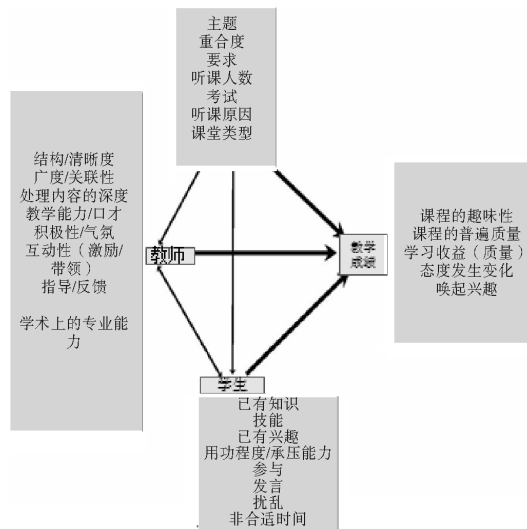 主题
重合度
要求
听课人数
考试
听课原因
课堂类型
结构/清晰度
广度/关联性
处理内容的深度
教学能力/口才
积极性/气氛
互动性（激励/
带领）
指导/反馈
学术上的专业能
力
教师
教学
成绩
课程的趣味性
课程的普遍质量
学习收益（质量）
态度发生变化
唤起兴趣
学生
已有知识
技能
已有兴趣
用功程度/承压能力
参与
发言
扰乱
非合适时间